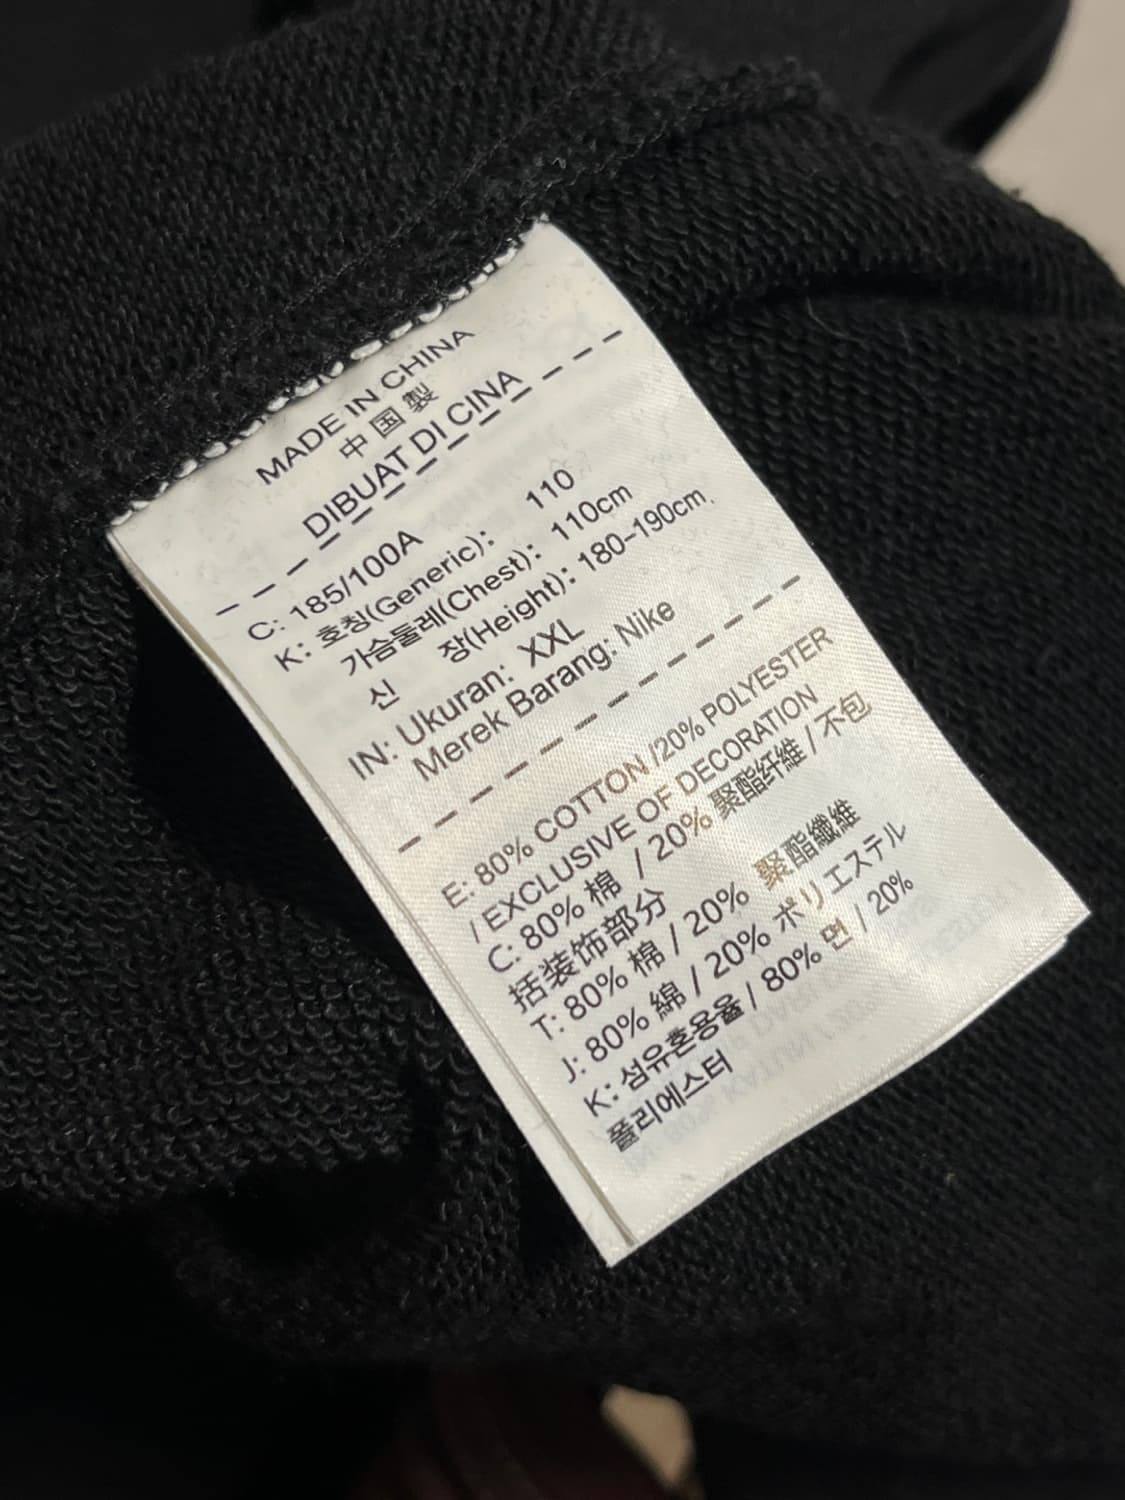 MADE IN CHINA
中国製
DIBUAT DI CINA
C: 185/100A
K: 호칭(Generic): 110
가슴둘레(Chest): 110cm
신 장(Height): 180-190cm
IN: Ukuran: XXL
Merek Barang: Nike
E: 80% COTTON /20% POLYESTER
/ EXCLUSIVE OF DECORATION
C: 80% 棉 / 20% 聚酯纤维 / 不包
括装饰部分
T: 80% 棉 / 20% 聚酯纖維
J: 80% 綿 / 20% ポリエステル
K: 섬유혼용율 / 80% 면 / 20%
폴리에스터